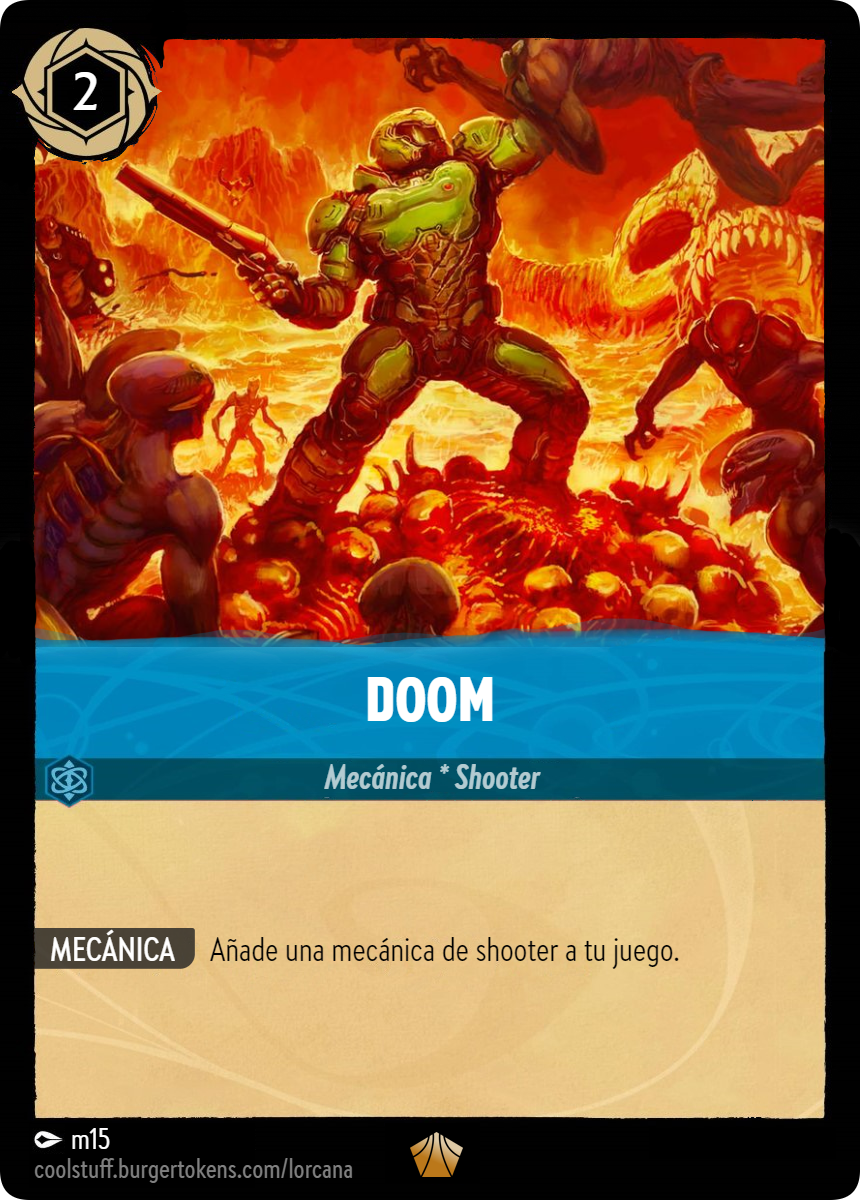 2
DOOM
Mecánica * Shooter
MECÁNICA Añade una mecánica de shooter a tu juego.
m15
coolstuff.burgertokens.com/lorcana